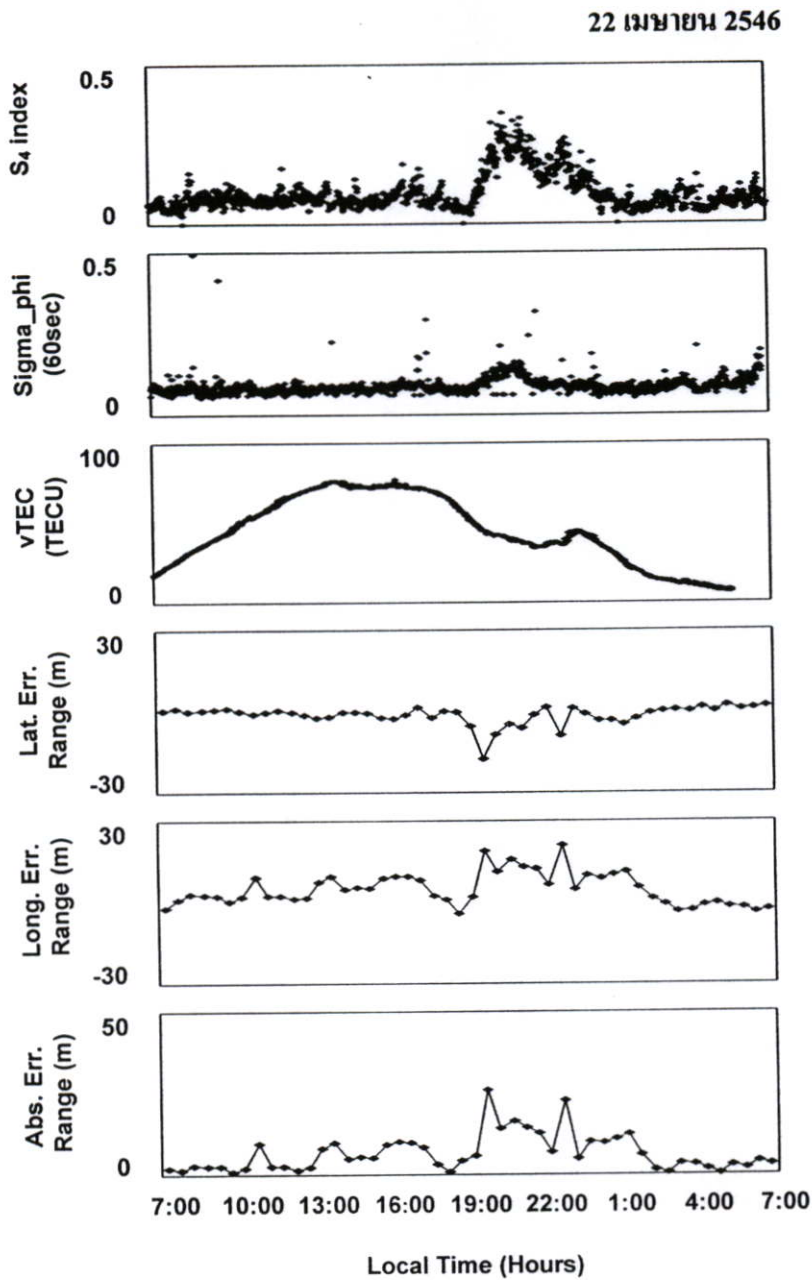 22 เมษายน 2546
0.5
S4 index
0
0.5
Sigma_phi
(60sec)
0
100
vTEC
(TECU)
0
30
Lat. Err.
Range (m)
-30
30
Long. Err.
Range (m)
-30
50
Abs. Err.
Range (m)
0
7:00 10:00 13:00 16:00 19:00 22:00 1:00 4:00 7:00
Local Time (Hours)